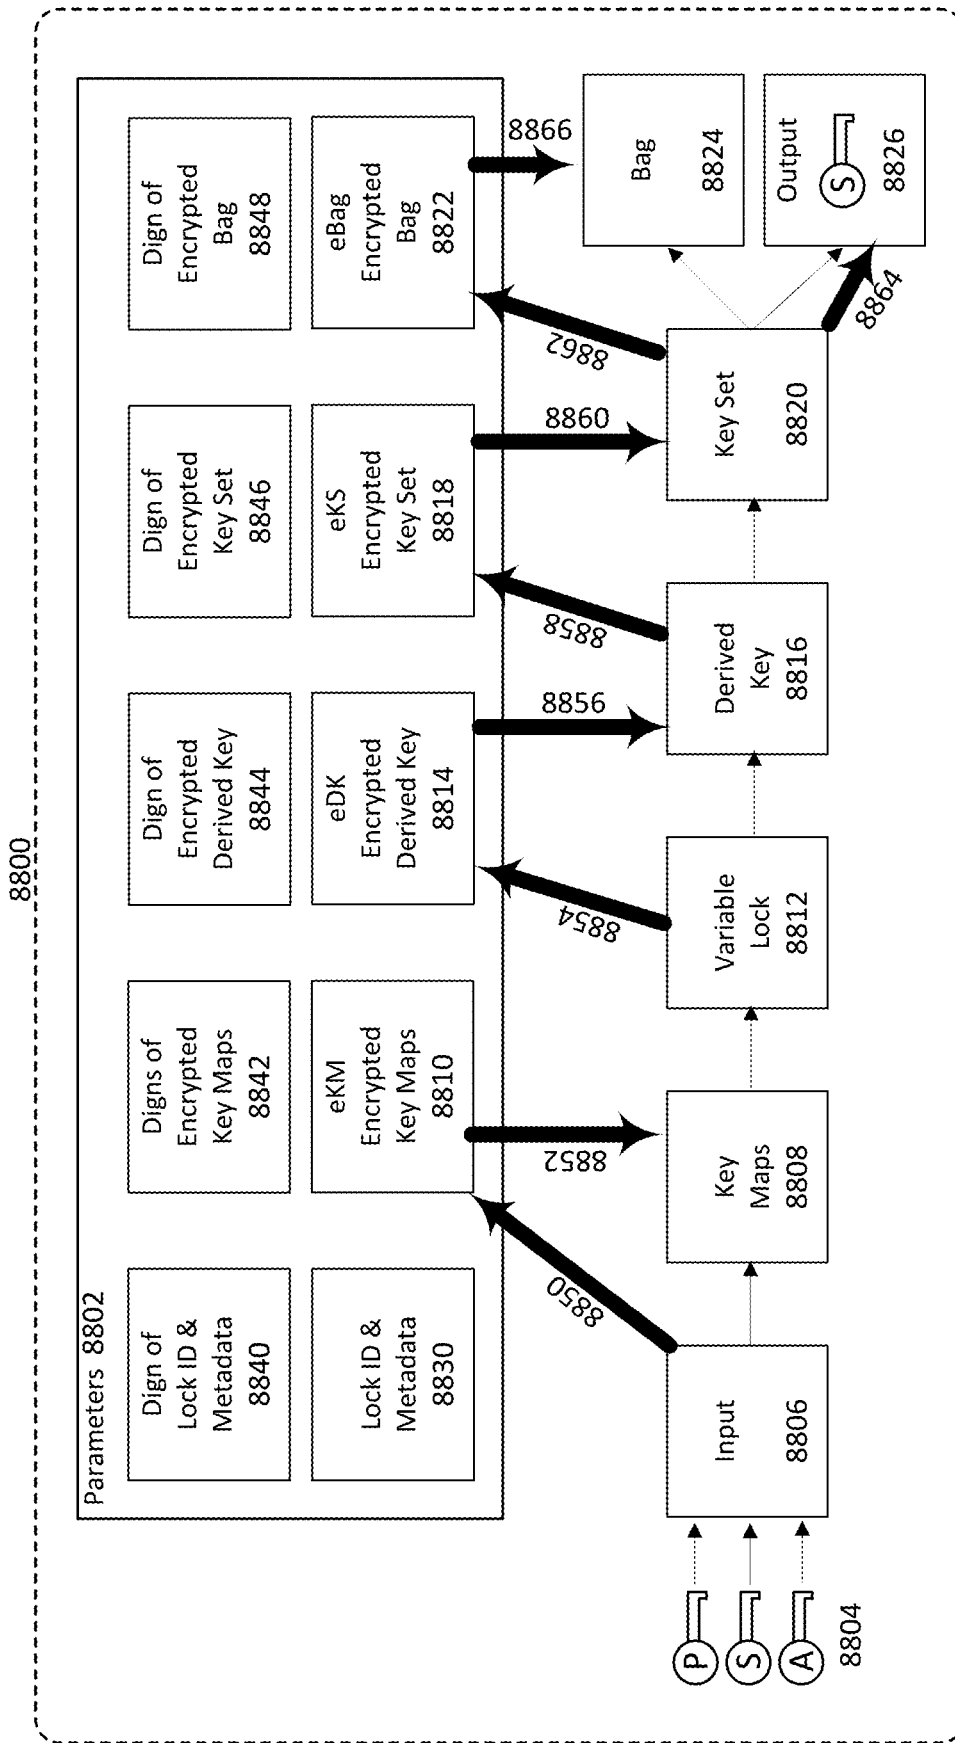 8800
Parameters 8802
Dign of
Lock ID &
Metadata
8840
Digns of
Encrypted
Key Maps
8842
Dign of
Encrypted
Derived Key
8844
Dign of
Encrypted
Key Set
8846
Dign of
Encrypted
Bag
8848
Lock ID &
Metadata
8830
eKM
Encrypted
Key Maps
8810
eDK
Encrypted
Derived Key
8814
eKS
Encrypted
Key Set
8818
eBag
Encrypted
Bag
8822
8850
8852
8854
8856
8858
8860
8862
8866
8864
P
S
A
8804
Input
8806
Key
Maps
8808
Variable
Lock
8812
Derived
Key
8816
Key Set
8820
Bag
8824
Output
S
8826